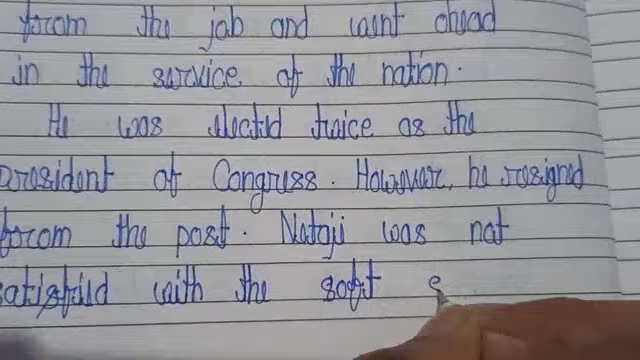 from the job and went ahead
in the service of the nation.
He was elected twice as the
president of Congress. However, he resigned
from the post. Netaji was not
satisfied with the soft s